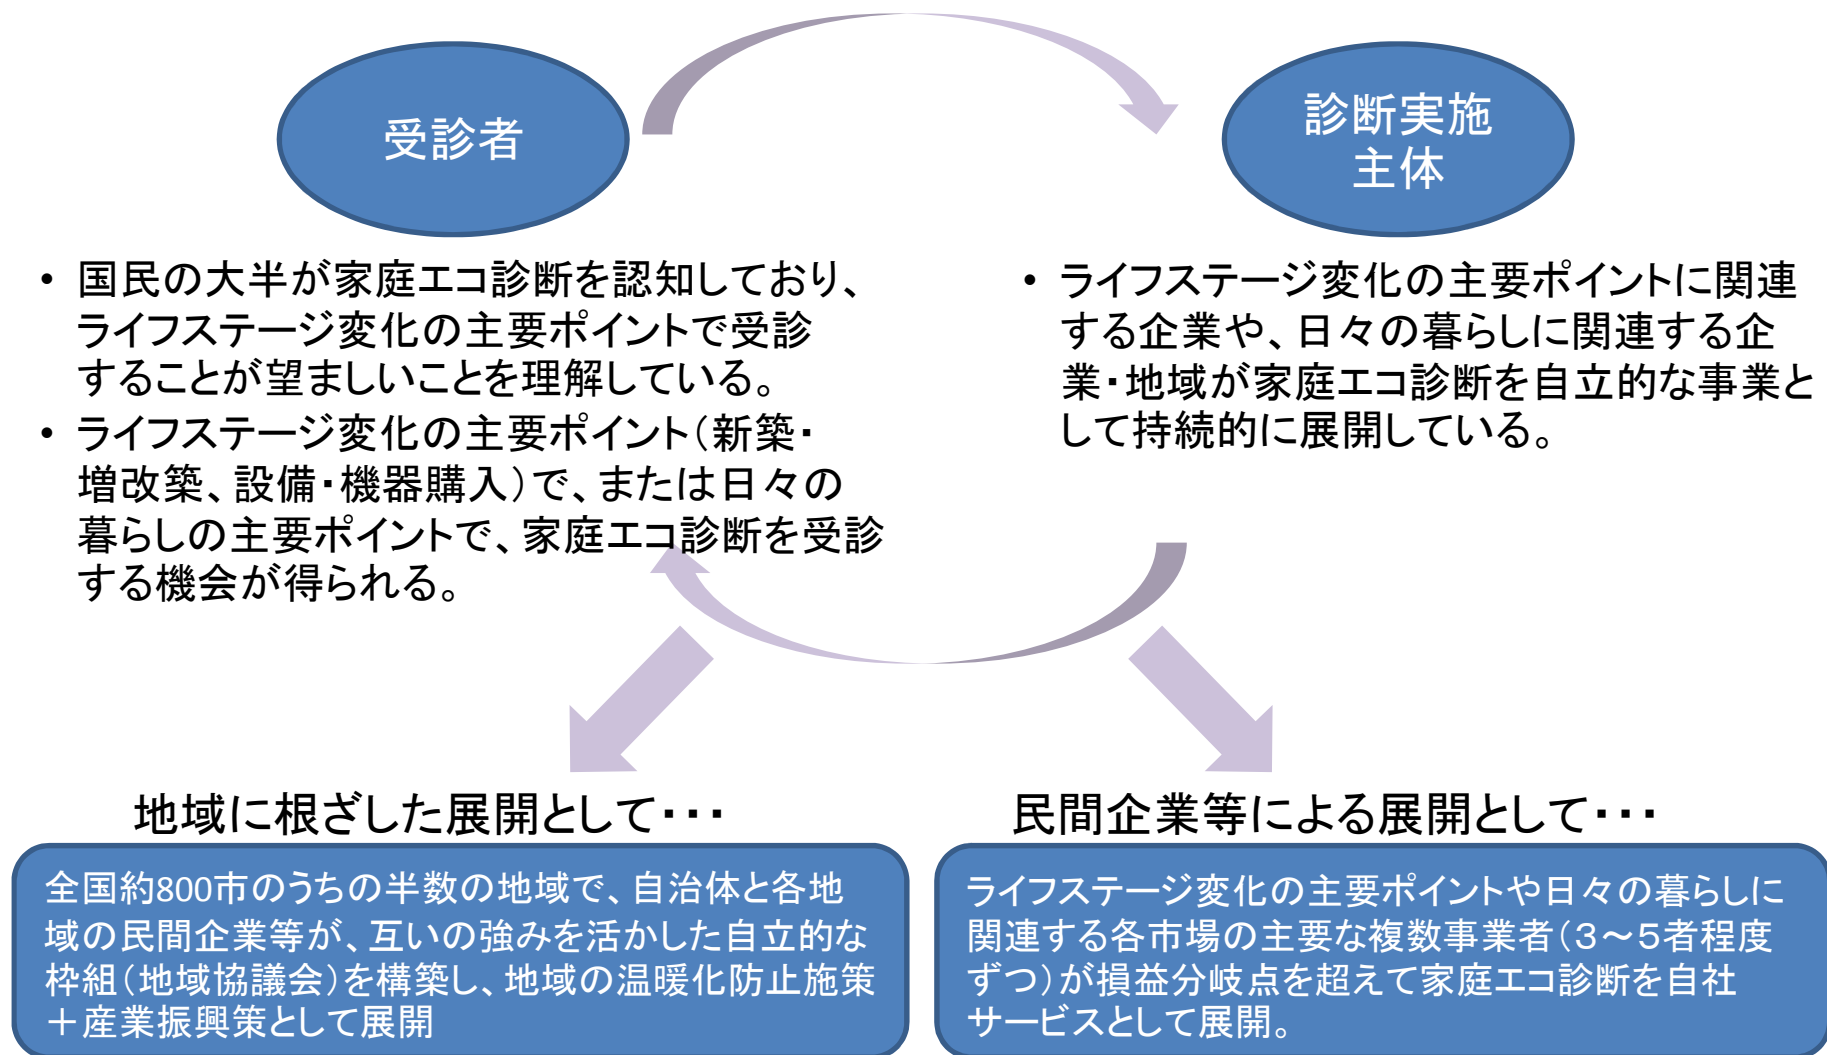 受診者
診断実施
主体
• 国民の大半が家庭エコ診断を認知しており、
ライフステージ変化の主要ポイントで受診
することが望ましいことを理解している。
• ライフステージ変化の主要ポイント（新築・
増改築、設備・機器購入）で、または日々の
暮らしの主要ポイントで、家庭エコ診断を受診
する機会が得られる。
• ライフステージ変化の主要ポイントに関連
する企業や、日々の暮らしに関連する企
業・地域が家庭エコ診断を自立的な事業と
して持続的に展開している。
地域に根ざした展開として・・・
全国約800市のうちの半数の地域で、自治体と各地
域の民間企業等が、互いの強みを活かした自立的な
枠組（地域協議会）を構築し、地域の温暖化防止施策
＋産業振興策として展開
民間企業等による展開として・・・
ライフステージ変化の主要ポイントや日々の暮らしに
関連する各市場の主要な複数事業者（３～５者程度
ずつ）が損益分岐点を超えて家庭エコ診断を自社
サービスとして展開。